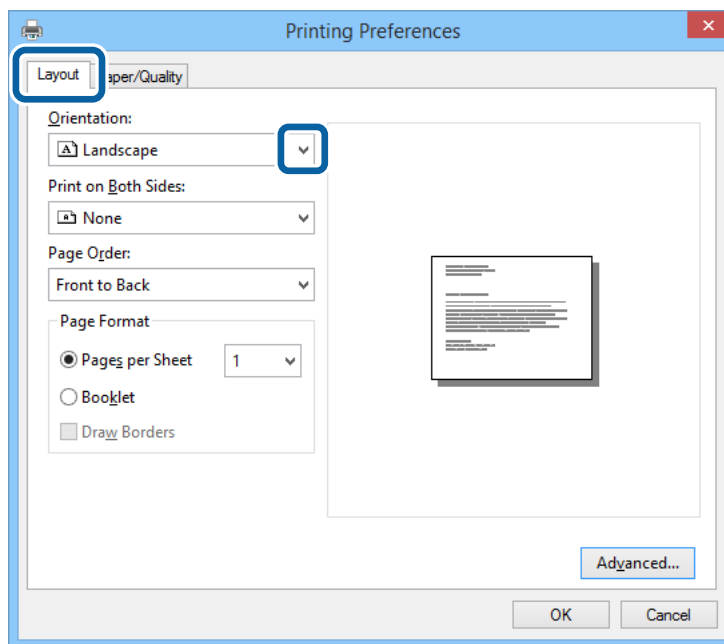 Printing Preferences
Layout
aper/Quality
Orientation:
Landscape
Print on Both Sides:
None
Page Order:
Front to Back
Page Format
Pages per Sheet 1
Booklet
Draw Borders
Advanced...
OK Cancel